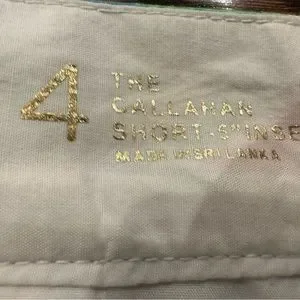 4
THE
CALLAHAN
SHORT-5" INSE
MADE IN SRI LANKA